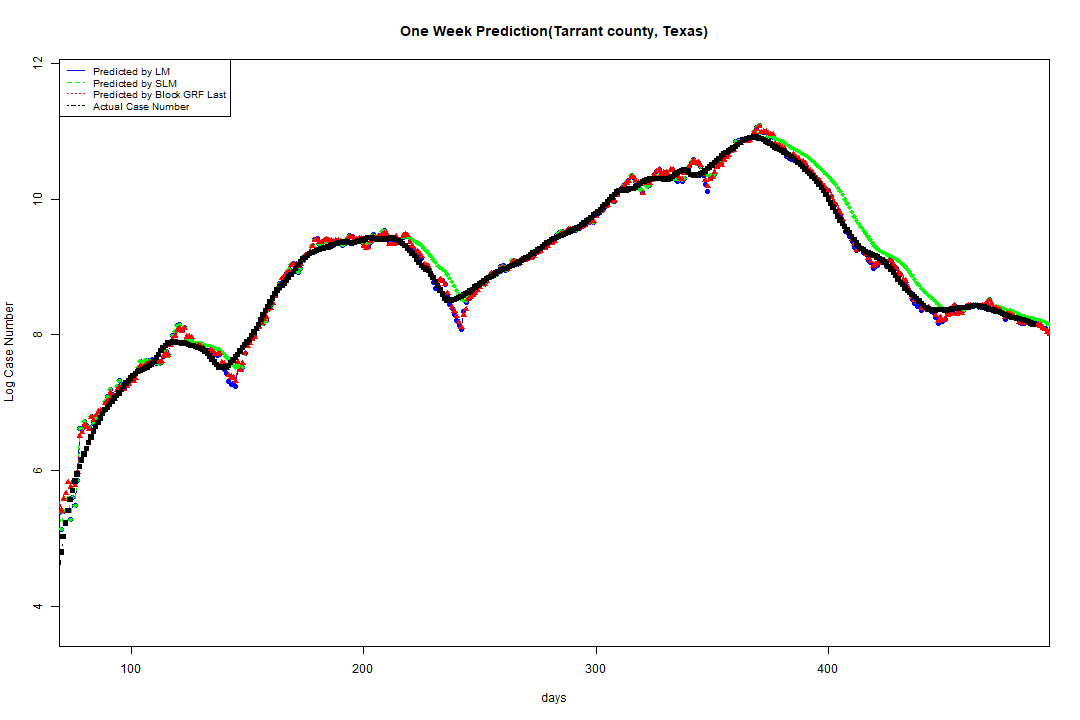 One Week Prediction(Tarrant county, Texas)
Predicted by LM
Predicted by SLM
Predicted by Block GRF Last
Actual Case Number
12
10
8
6
4
Log Case Number
100 200 300 400
days